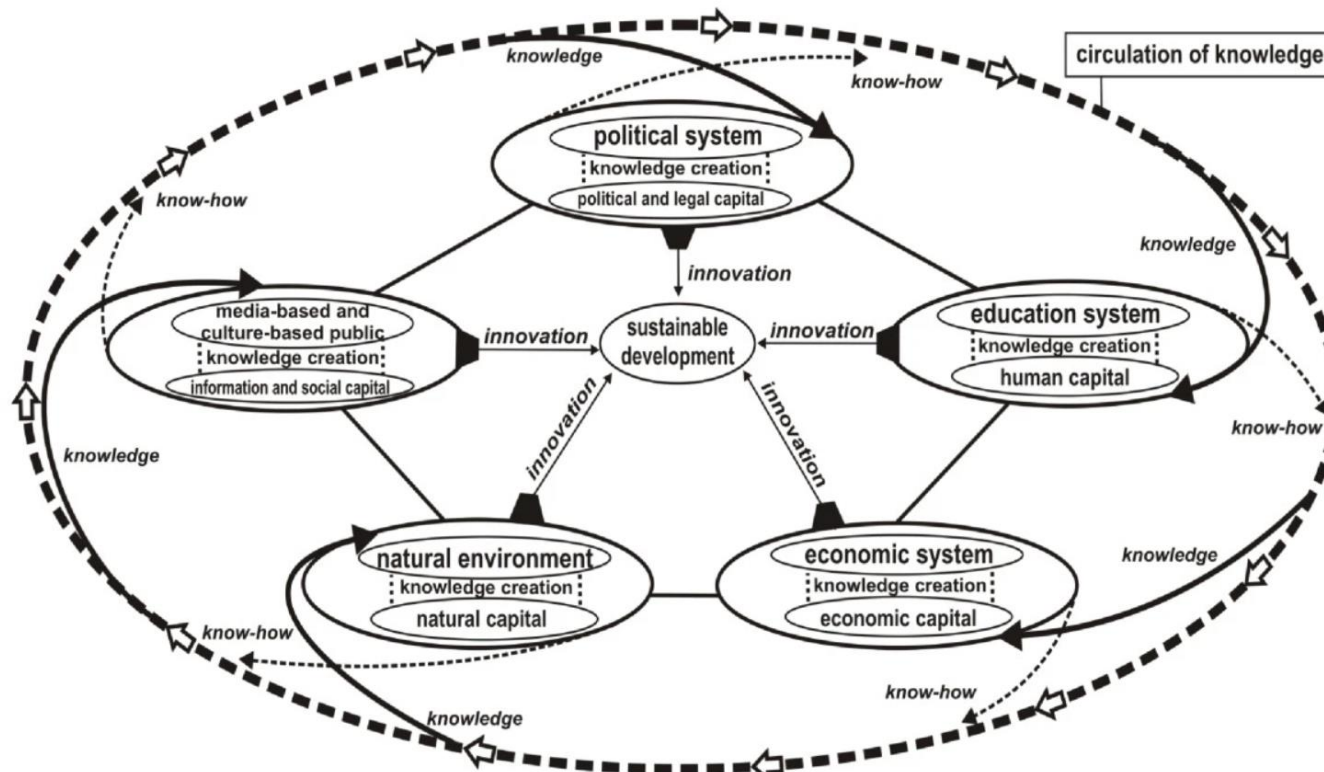 knowledge
know-how
circulation of knowledge
political system
knowledge creation
political and legal capital
innovation
know-how
knowledge
media-based and
culture-based public
knowledge creation
information and social capital
innovation
sustainable
development
innovation
education system
knowledge creation
human capital
know-how
knowledge
innovation
innovation
natural environment
knowledge creation
natural capital
economic system
knowledge creation
economic capital
knowledge
know-how
know-how
knowledge